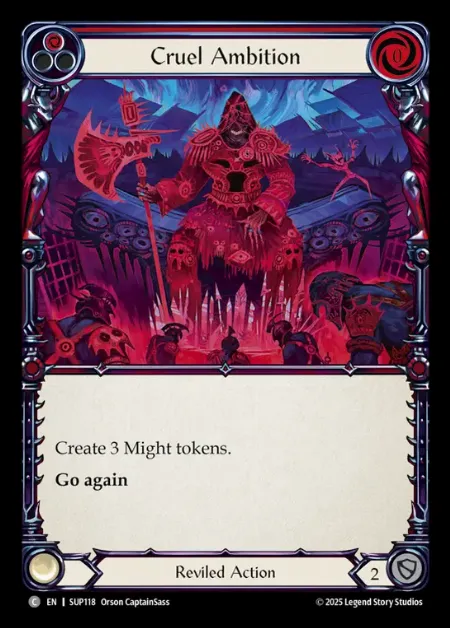 Cruel Ambition
0
Create 3 Might tokens.
Go again
Reviled Action
2
C EN | SUP118 Orson CaptainSass
© 2025 Legend Story Studios